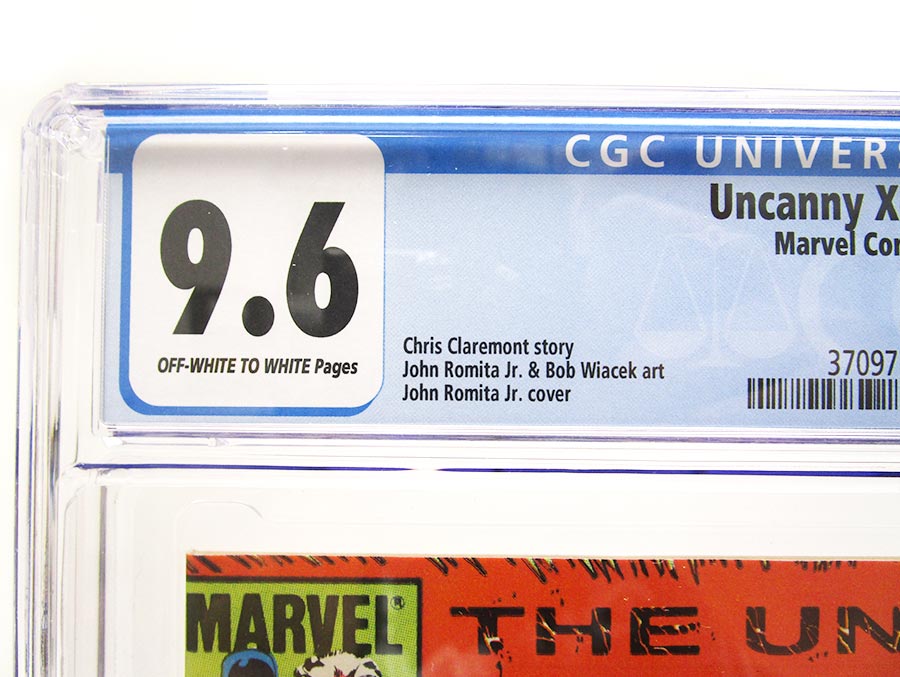 CGC UNIVERS
9.6
OFF-WHITE TO WHITE Pages
Uncanny X
Marvel Co
Chris Claremont story
John Romita Jr. & Bob Wiacek art
John Romita Jr. cover
37097
MARVEL®
THE UN